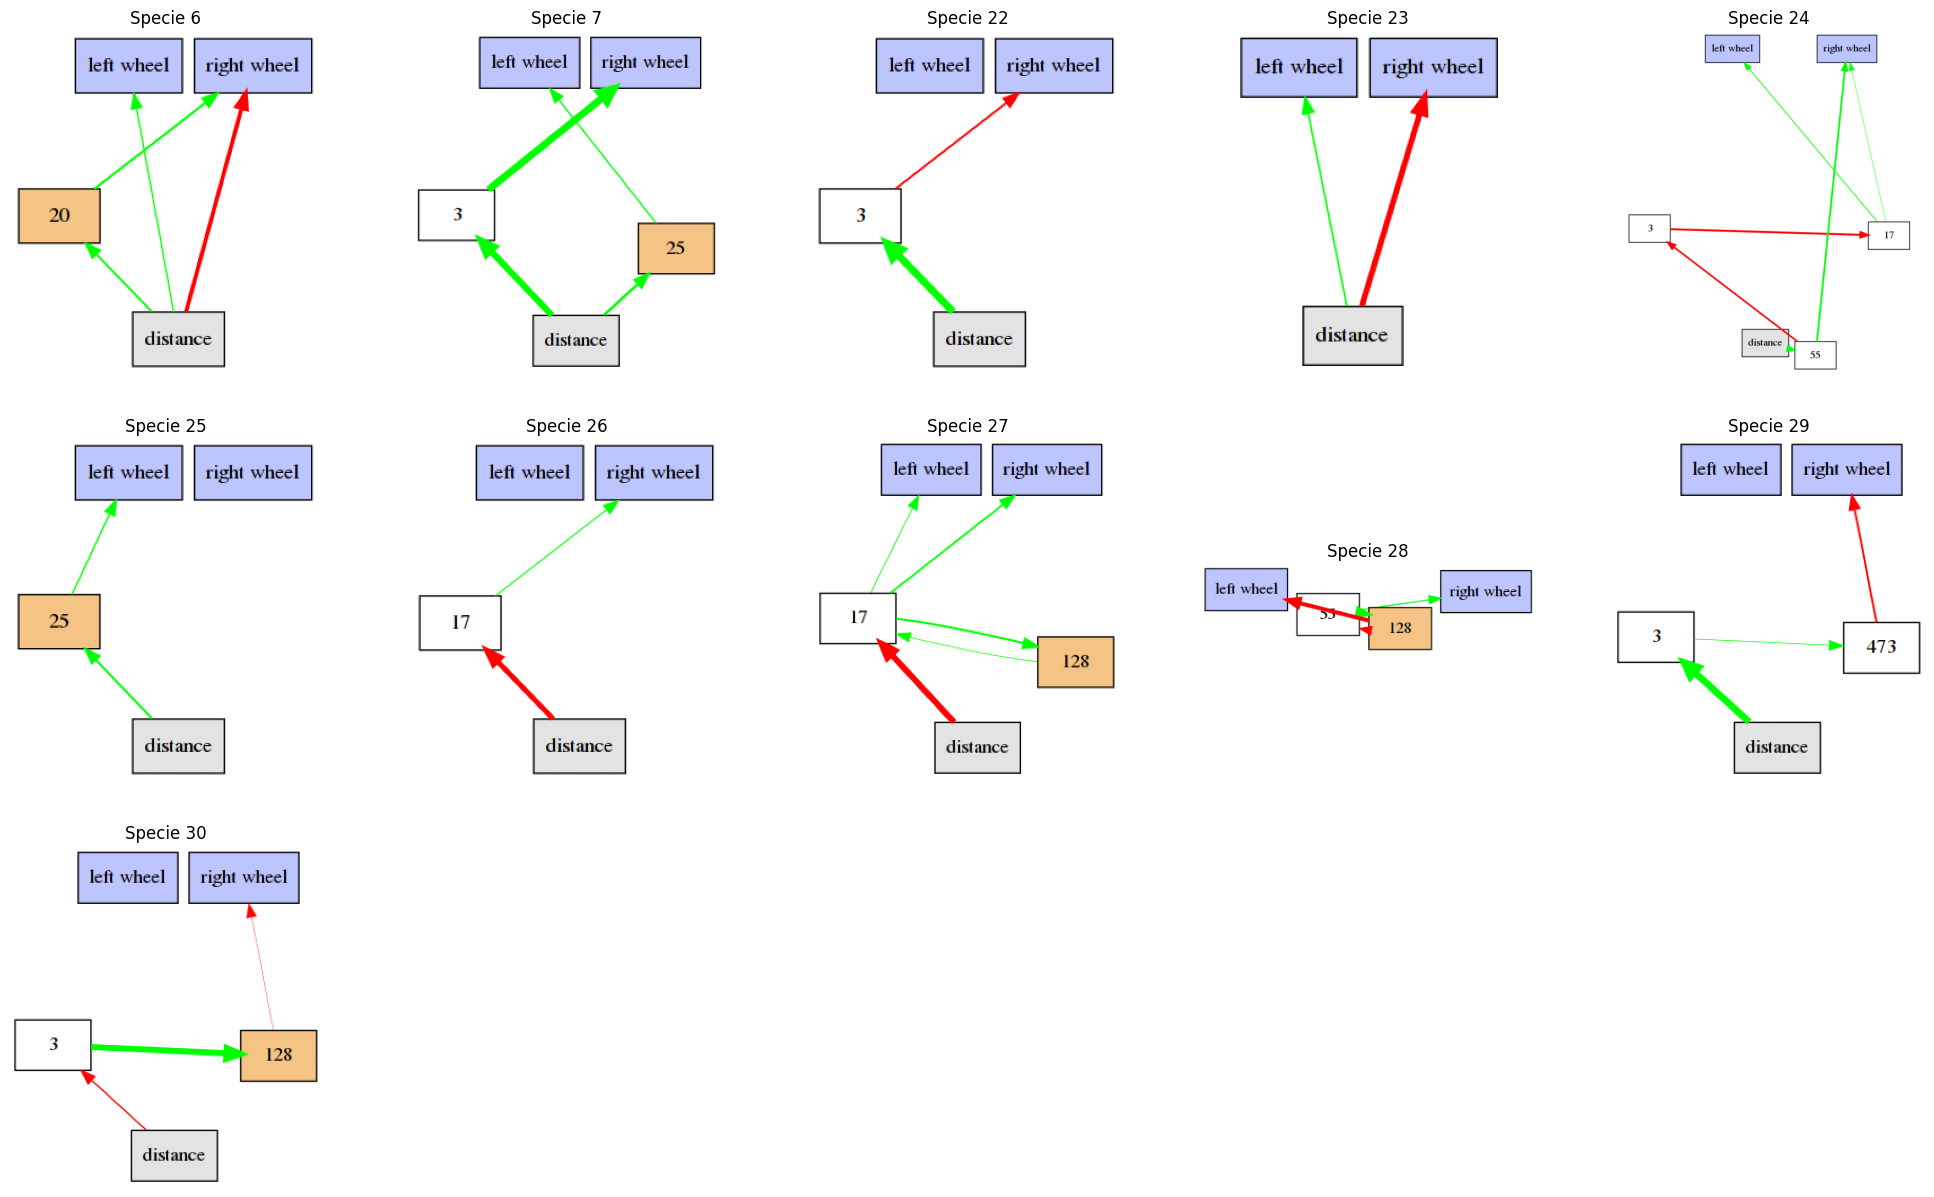 Specie 6
left wheel
right wheel
20
distance
Specie 7
left wheel
right wheel
3
25
distance
Specie 22
left wheel
right wheel
3
distance
Specie 23
left wheel
right wheel
distance
Specie 24
left wheel
right wheel
3
17
distance
55
Specie 25
left wheel
right wheel
25
distance
Specie 26
left wheel
right wheel
17
distance
Specie 27
left wheel
right wheel
17
128
distance
Specie 28
left wheel
right wheel
128
Specie 29
left wheel
right wheel
3
473
distance
Specie 30
left wheel
right wheel
3
128
distance